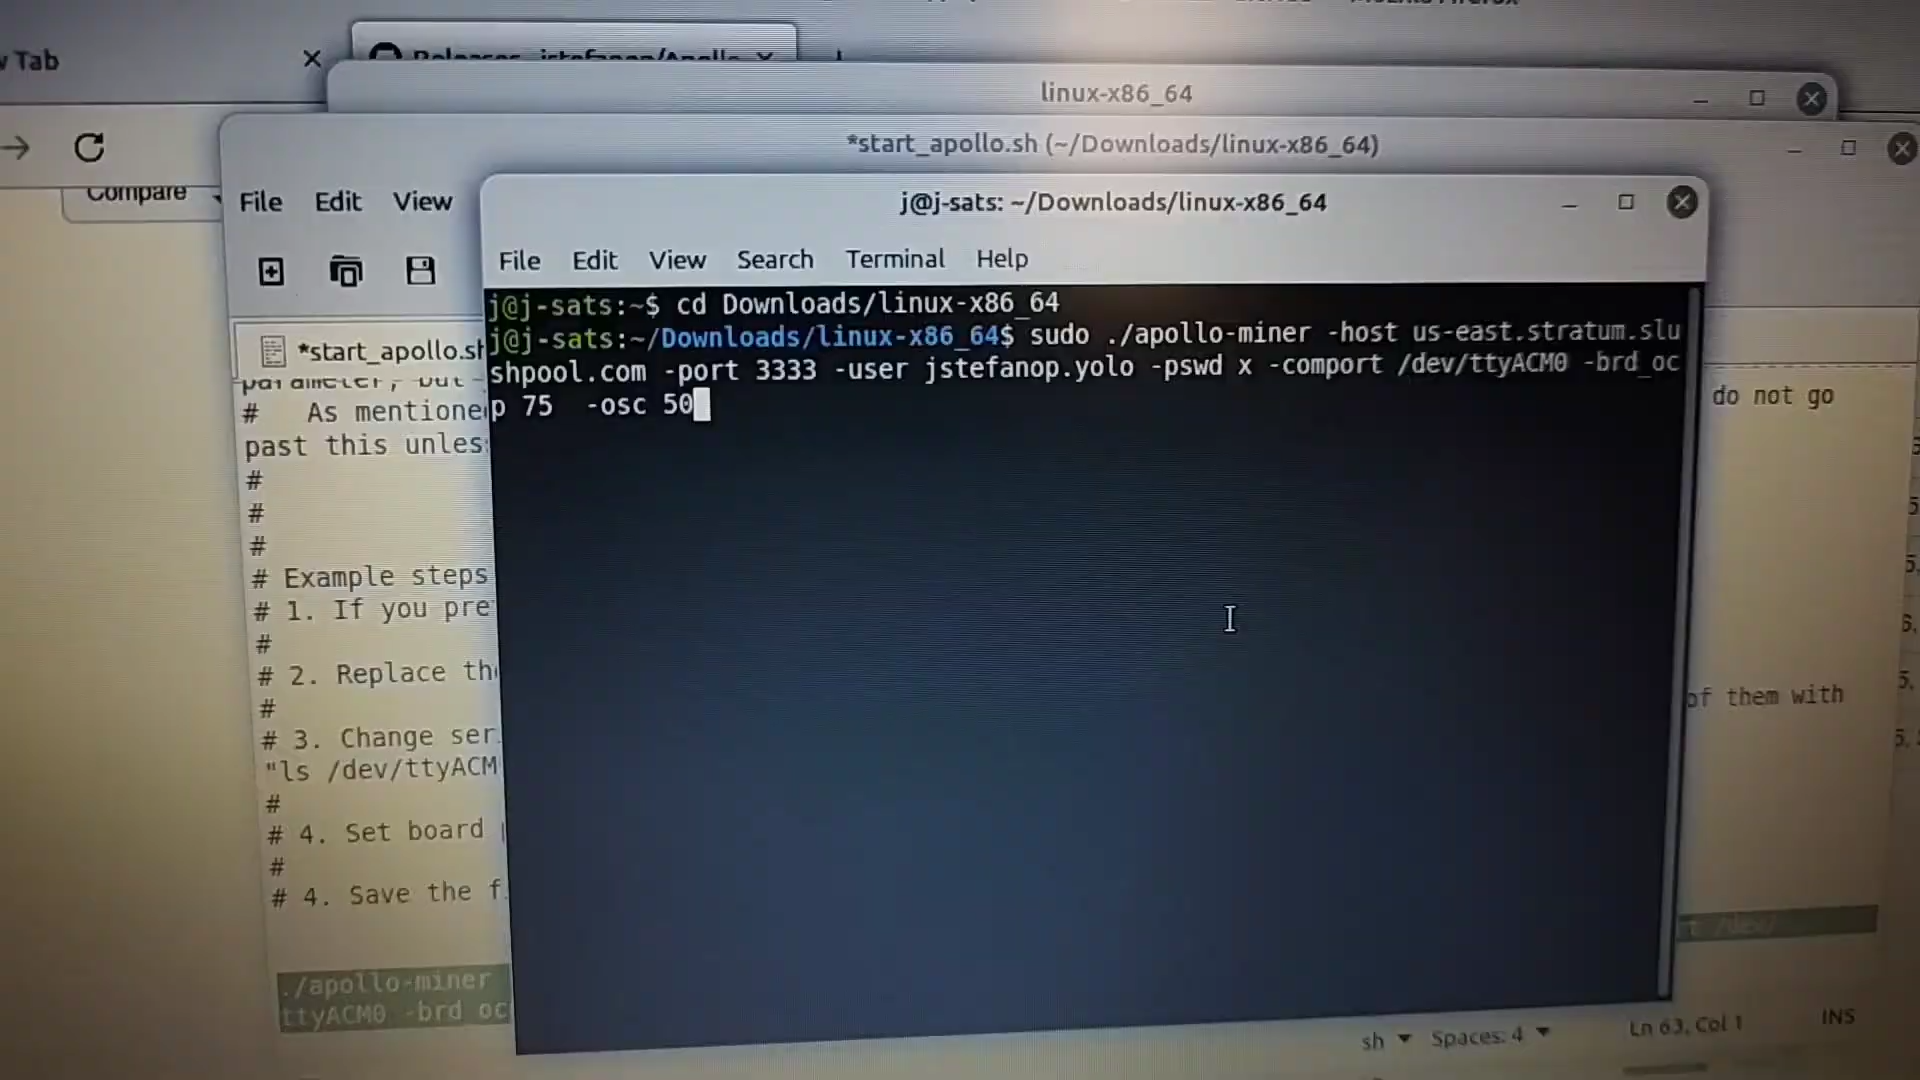 Tab
linux-x86_64
*start_apollo.sh (~/Downloads/linux-x86_64)
Compare
File Edit View
j@j-sats: ~/Downloads/linux-x86_64
File Edit View Search Terminal Help
j@j-sats:~$ cd Downloads/linux-x86_64
j@j-sats:~/Downloads/linux-x86_64$ sudo ./apollo-miner -host us-east.stratum.slu
shpool.com -port 3333 -user jstefanop.yolo -pswd x -comport /dev/ttyACM0 -brd_oc
p 75  -osc 50
*start_apollo.sh
# As mentione
do not go
past this unles
#
#
#
# Example steps
# 1. If you pre
#
# 2. Replace th
of them with
#
# 3. Change ser
"ls /dev/ttyACM
#
# 4. Set board
#
# 4. Save the f
./apollo-miner
ttyACM0 -brd_oc
sh Spaces: 4 Ln 63, Col 1 INS